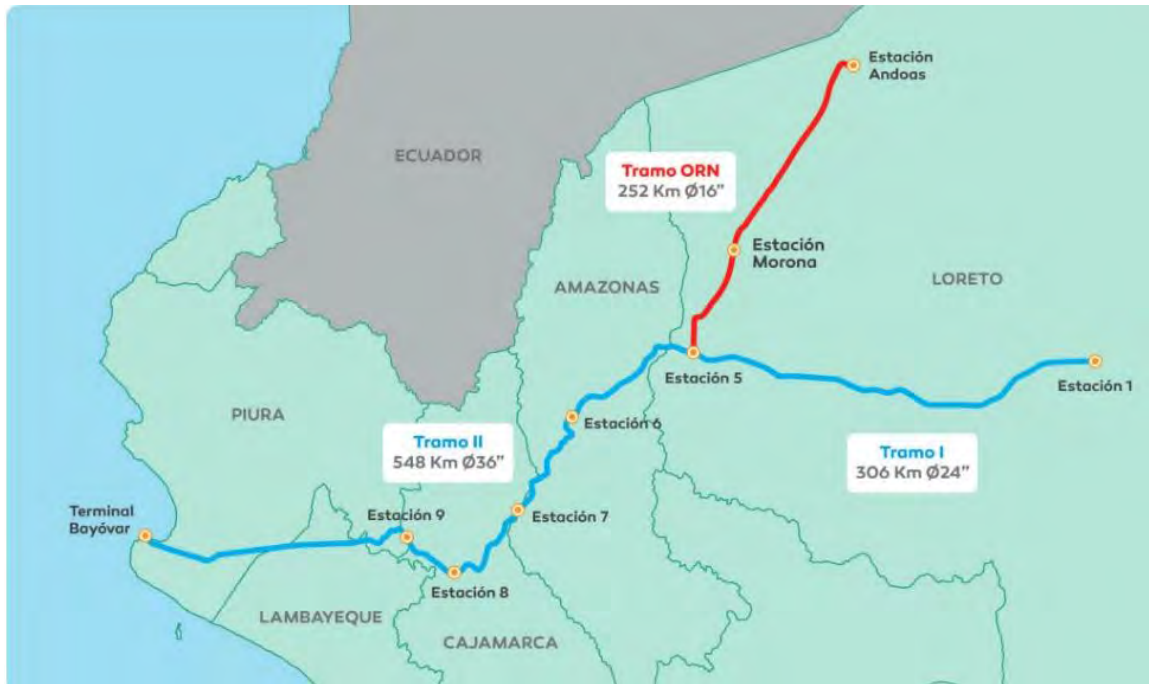 Estación
Andoas
ECUADOR
Tramo ORN
252 Km Ø16”
Estación
Morona
AMAZONAS
LORETO
Estación 5
Estación 1
PIURA
Estación 6
Tramo II
548 Km Ø36”
Tramo I
306 Km Ø24”
Terminal
Bayóvar
Estación 9
Estación 7
Estación 8
LAMBAYEQUE
CAJAMARCA